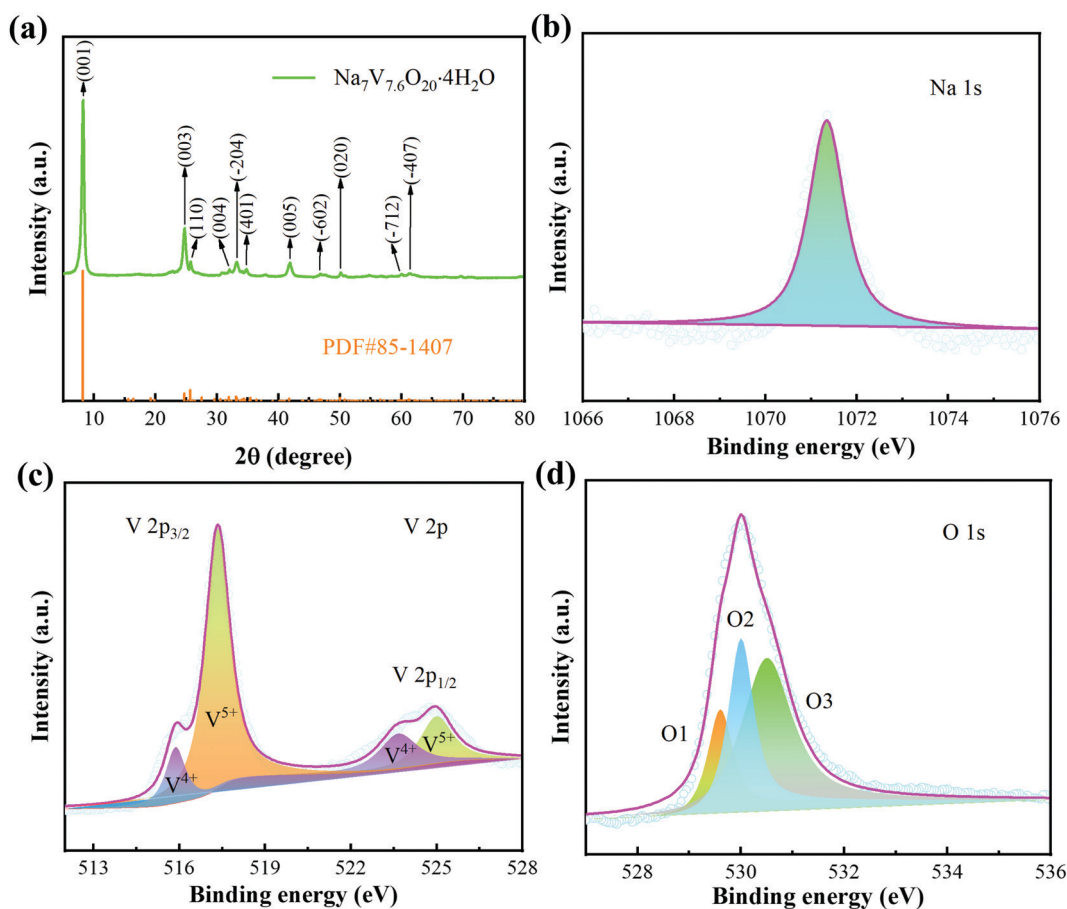 (a)
Na₇V₇.₆O₂₀·4H₂O
(001)
(003)
(110)
(004)
(-204)
(401)
(005)
(-602)
(020)
(-712)
(-407)
PDF#85-1407
Intensity (a.u.)
10 20 30 40 50 60 70 80
2θ (degree)
(b)
Na 1s
Intensity (a.u.)
1066 1068 1070 1072 1074 1076
Binding energy (eV)
(c)
V 2p₃/₂
V 2p
V 2p₁/₂
V⁵⁺
V⁴⁺
V⁴⁺
V⁵⁺
Intensity (a.u.)
513 516 519 522 525 528
Binding energy (eV)
(d)
O 1s
O2
O1
O3
Intensity (a.u.)
528 530 532 534 536
Binding energy (eV)